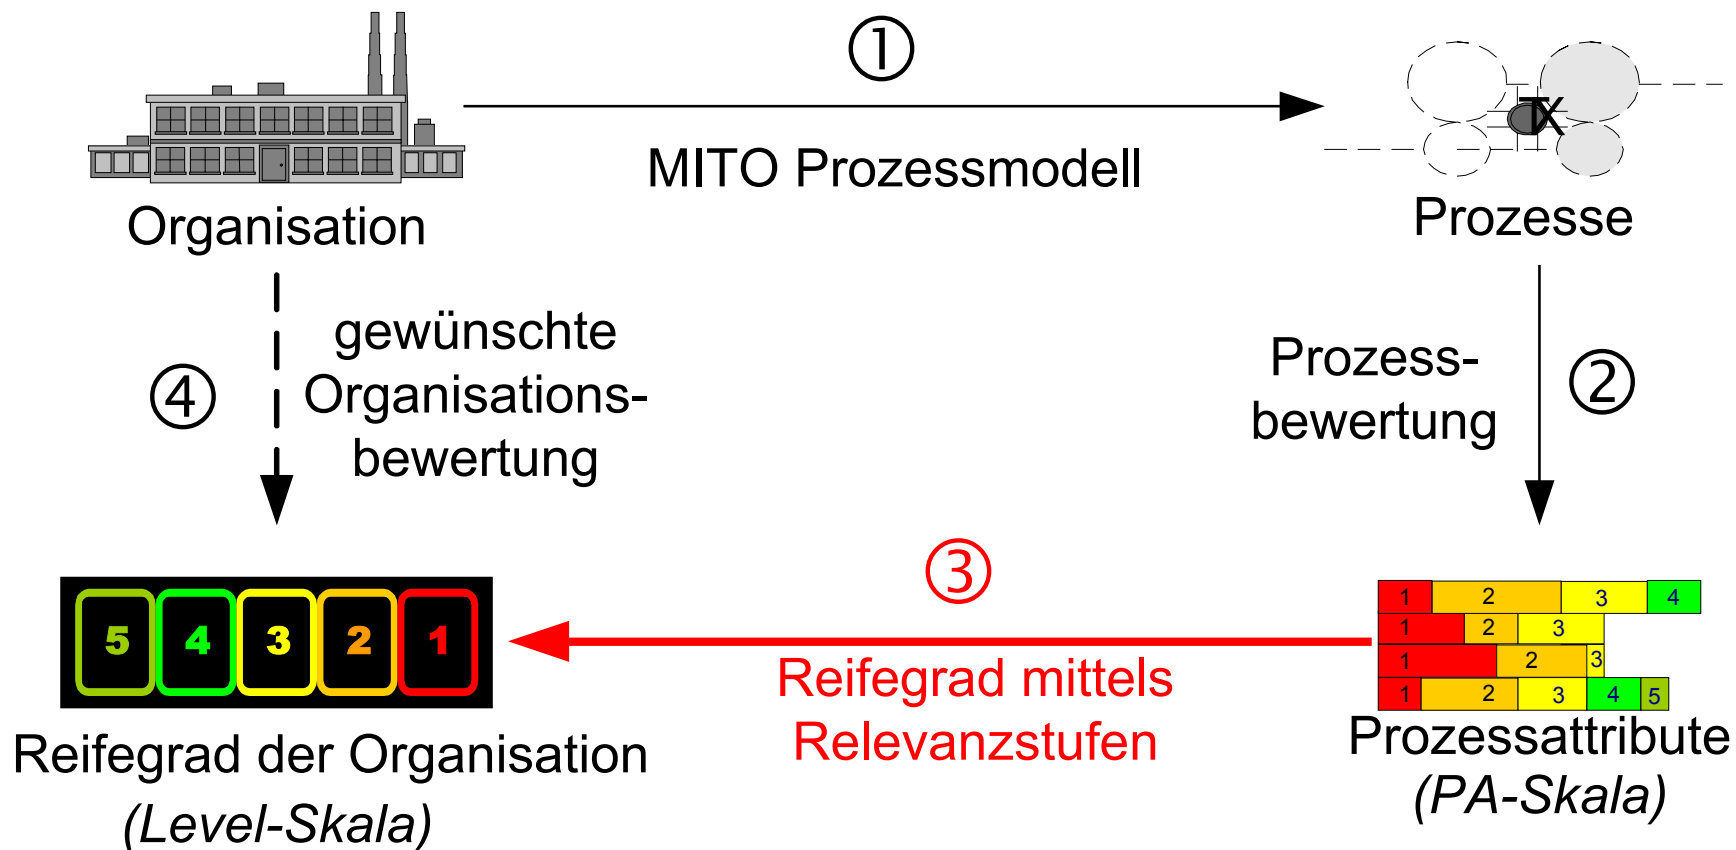 ①
MITO Prozessmodell
TX
Organisation
Prozesse
④
gewünschte
Organisations-
bewertung
Prozess-
bewertung
②
③
5 4 3 2 1
Reifegrad mittels
Relevanzstufen
1 2 3 4
1 2 3
1 2 3
1 2 3 4 5
Reifegrad der Organisation
(Level-Skala)
Prozessattribute
(PA-Skala)